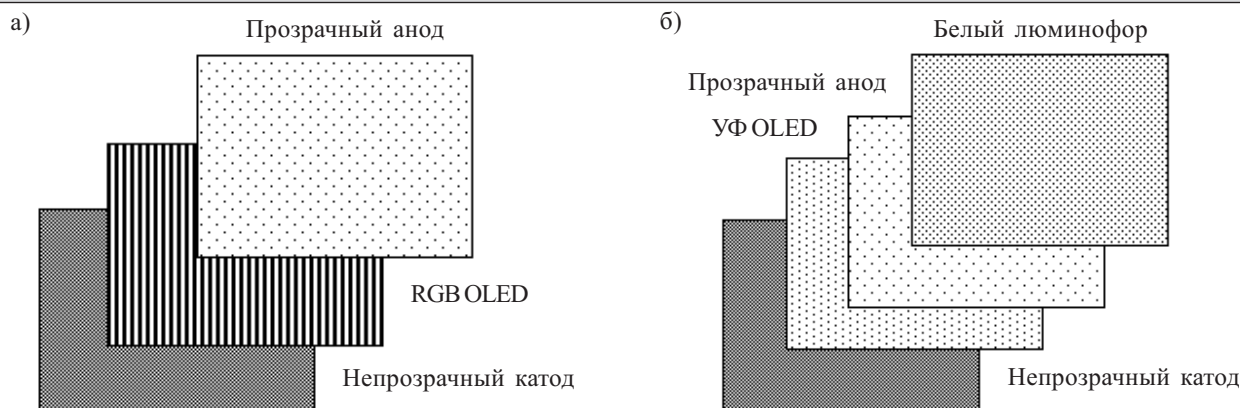 а)
Прозрачный анод
RGB OLED
Непрозрачный катод
б)
Белый люминофор
Прозрачный анод
УФ OLED
Непрозрачный катод